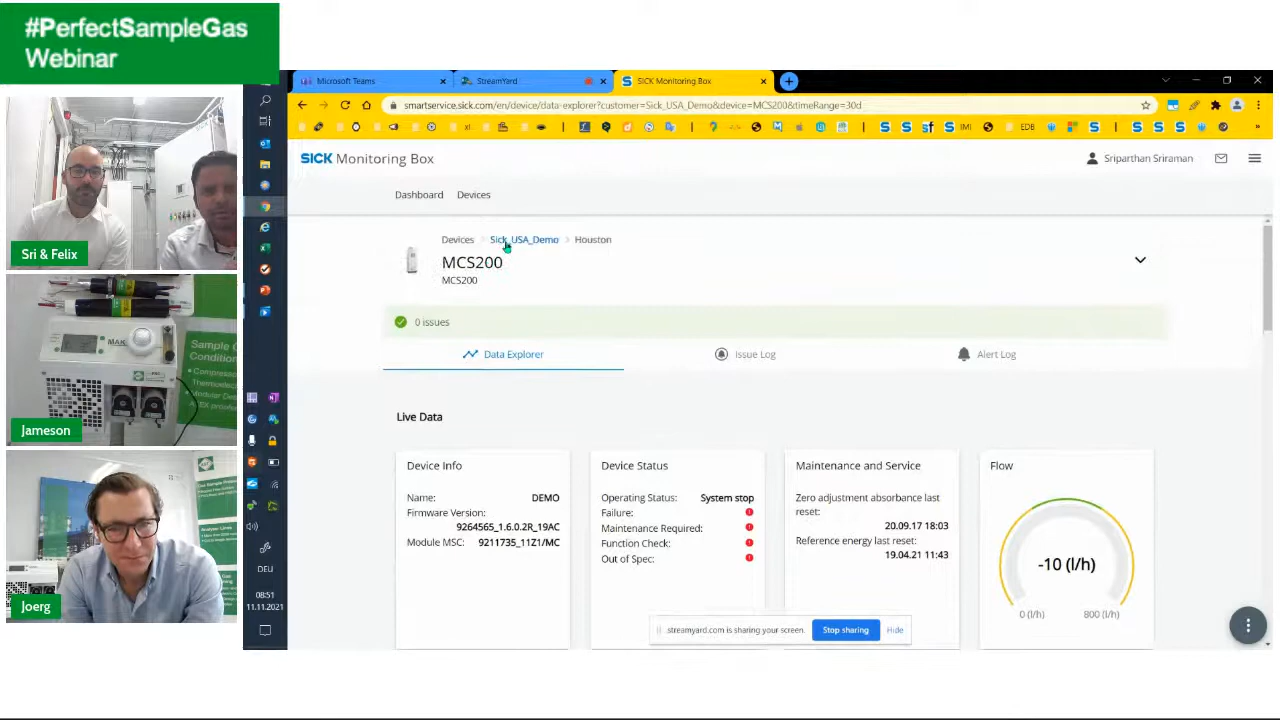 #PerfectSampleGas
Webinar
Sri & Felix
MAK
Sample G
Condition
Jameson
Joerg
Microsoft Teams
StreamYard
SICK Monitoring Box
smartservice.sick.com/en/device/data-explorer?customer=Sick_USA_Demo&device=MCS200&timeRange=30d
EDB
SICK Monitoring Box
Siriparthan Sriraman
Dashboard
Devices
Devices
Sick_USA_Demo
Houston
MCS200
MCS200
0 issues
Data Explorer
Issue Log
Alert Log
Live Data
Device Info
Name: DEMO
Firmware Version:
9264565_1.6.0.2R_19AC
Module MSC: 9211735_11Z1/MC
Device Status
Operating Status: System stop
Failure:
Maintenance Required:
Function Check:
Out of Spec:
Maintenance and Service
Zero adjustment absorbance last
reset:
20.09.17 18:03
Reference energy last reset:
19.04.21 11:43
Flow
-10 (l/h)
0 (l/h)
800 (l/h)
.streamyard.com is sharing your screen.
Stop sharing
Hide
DEU
08:51
11.11.2021